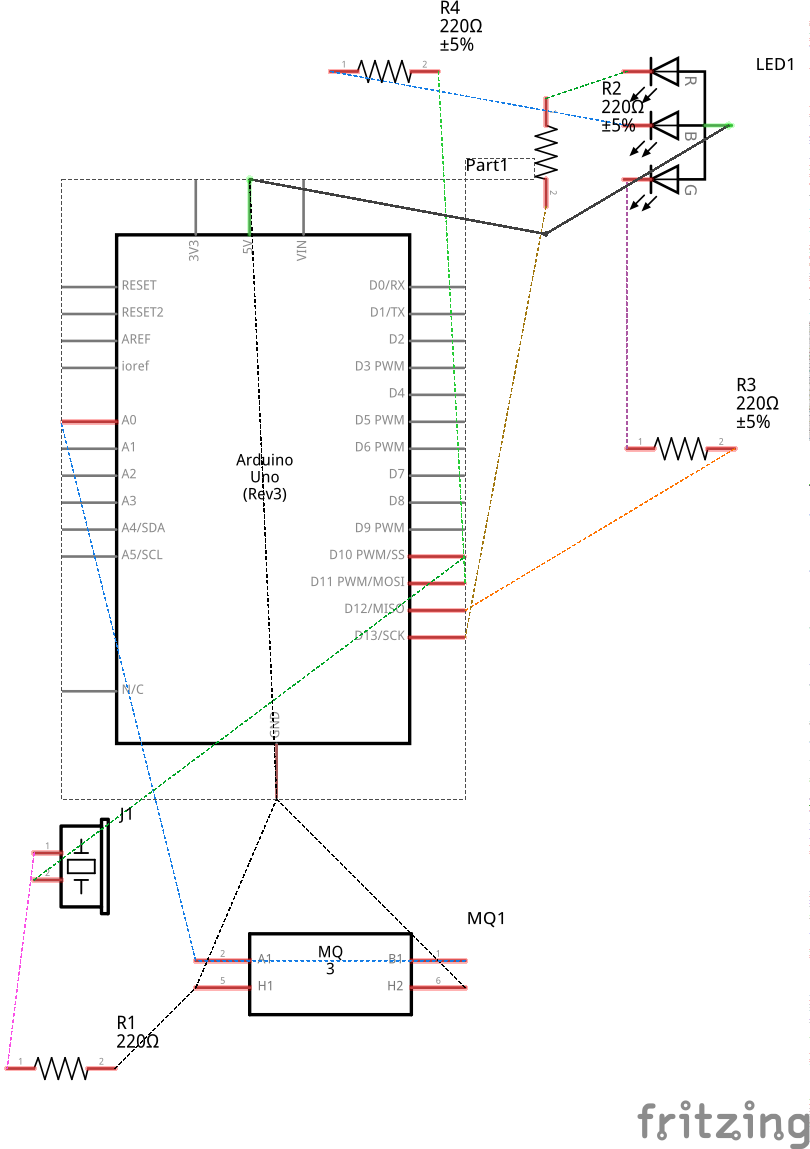 R4
220Ω
±5%
1
2
LED1
R
R2
220Ω
±5%
B
Part1
2
G
3V3
5V
VIN
RESET
D0/RX
RESET2
D1/TX
AREF
D2
ioref
D3 PWM
D4
R3
220Ω
±5%
A0
D5 PWM
A1
D6 PWM
1
2
Arduino
Uno
(Rev3)
A2
D7
A3
D8
A4/SDA
D9 PWM
A5/SCL
D10 PWM/SS
D11 PWM/MOSI
D12/MISO
D13/SCK
N/C
GND
J1
1
2
MQ1
MQ
3
2
A1
B1
1
5
H1
H2
6
R1
220Ω
1
2
fritzing